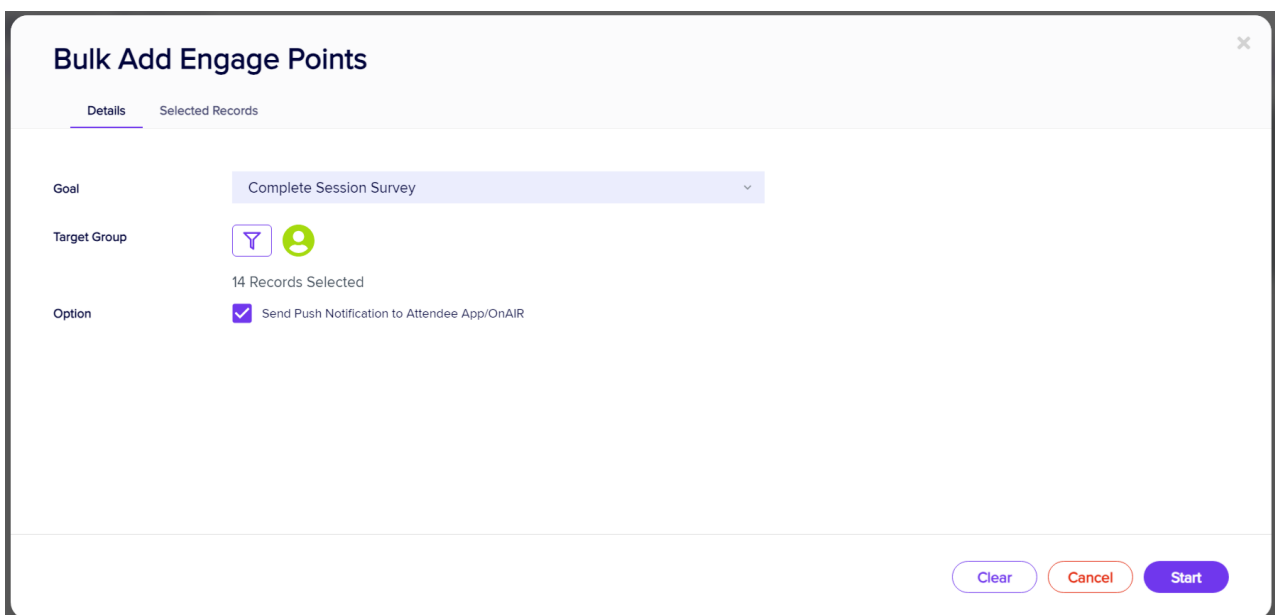 Bulk Add Engage Points
Details Selected Records
Goal Complete Session Survey
Target Group
14 Records Selected
Option Send Push Notification to Attendee App/OnAIR
Clear Cancel Start